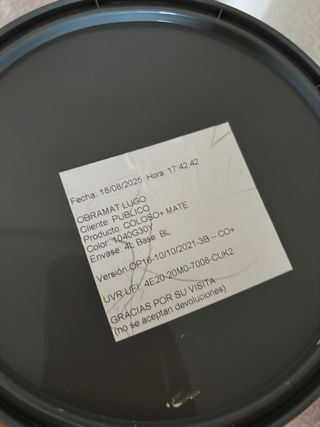 Fecha: 18/08/2025 Hora: 17:42:42
OBRAMAT LUGO
Cliente: PUBLICO
Producto: COLOSO+ MATE
Color: 1040G30Y
Envase: 4L Base: BL
Versión:OP16-10/10/2021-3B -- CO+
UVR UFI: 4E20-20M0-7008-CUK2
GRACIAS POR SU VISITA
(no se aceptan devoluciones)